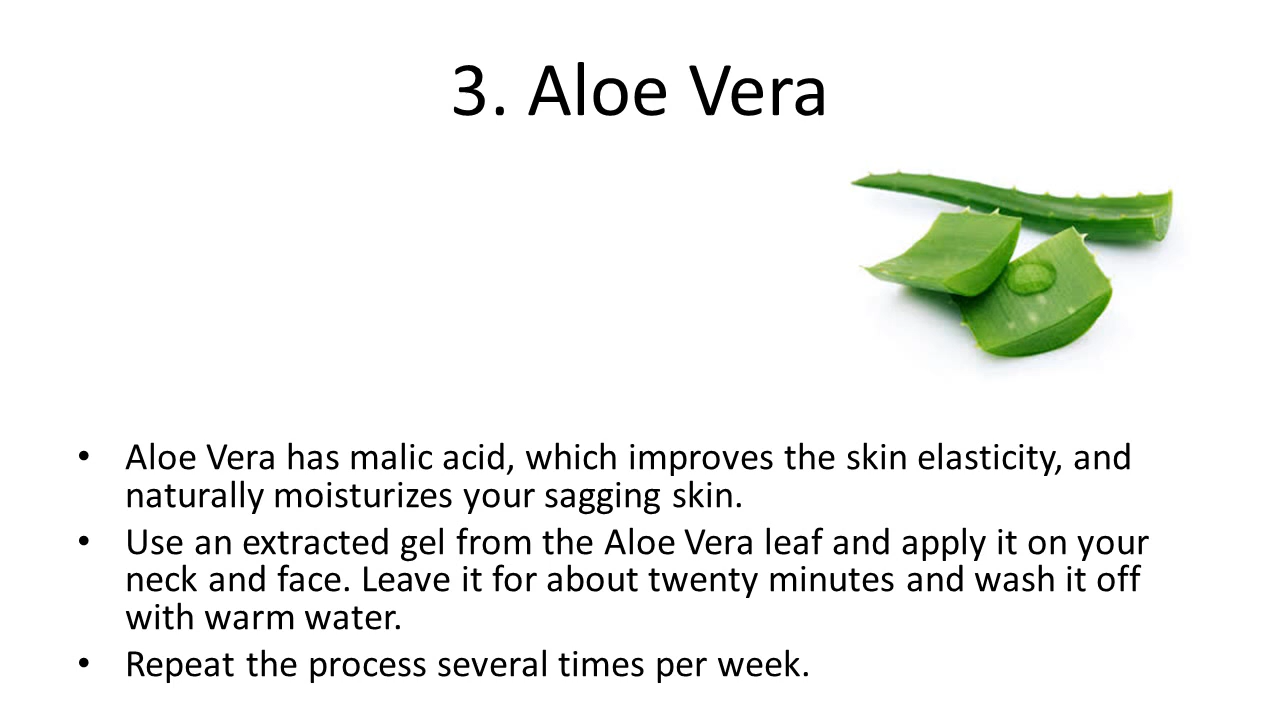 3. Aloe Vera
• Aloe Vera has malic acid, which improves the skin elasticity, and
naturally moisturizes your sagging skin.
• Use an extracted gel from the Aloe Vera leaf and apply it on your
neck and face. Leave it for about twenty minutes and wash it off
with warm water.
• Repeat the process several times per week.